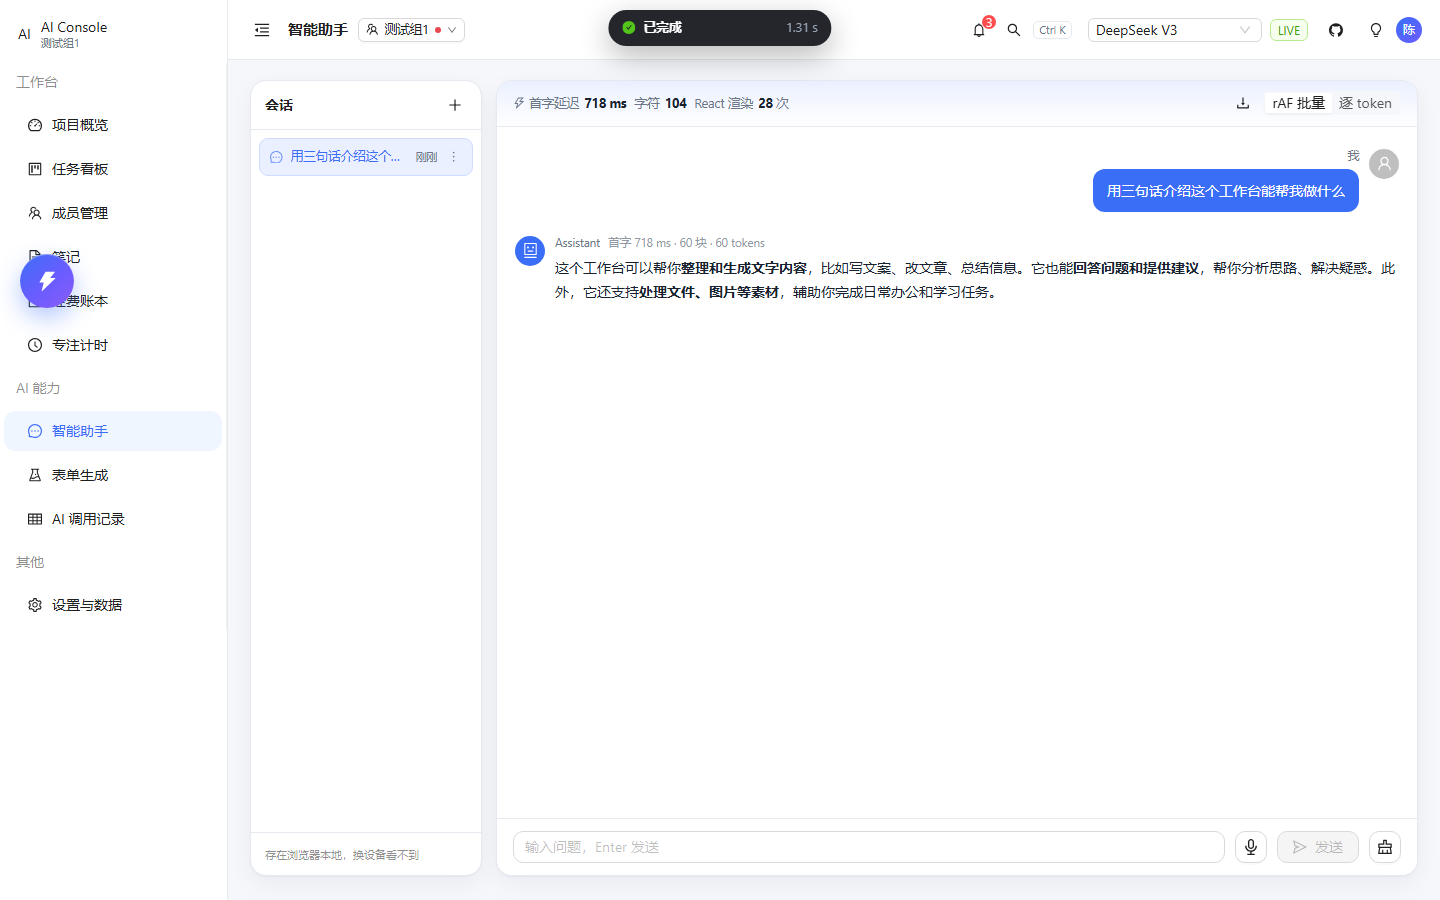 AI
AI Console
测试组1
工作台
项目概览
任务看板
成员管理
笔记
费账本
专注计时
AI 能力
智能助手
表单生成
AI 调用记录
其他
设置与数据
智能助手
测试组1
已完成
1.31 s
3
Ctrl K
DeepSeek V3
LIVE
陈
会话
用三句话介绍这个...
刚刚
存在浏览器本地，换设备看不到
首字延迟 718 ms 字符 104 React 渲染 28 次
rAF 批量
逐 token
我
用三句话介绍这个工作台能帮我做什么
Assistant 首字 718 ms · 60 块 · 60 tokens
这个工作台可以帮你整理和生成文字内容，比如写文案、改文章、总结信息。它也能回答问题和提供建议，帮你分析思路、解决疑惑。此
外，它还支持处理文件、图片等素材，辅助你完成日常办公和学习任务。
输入问题，Enter 发送
发送